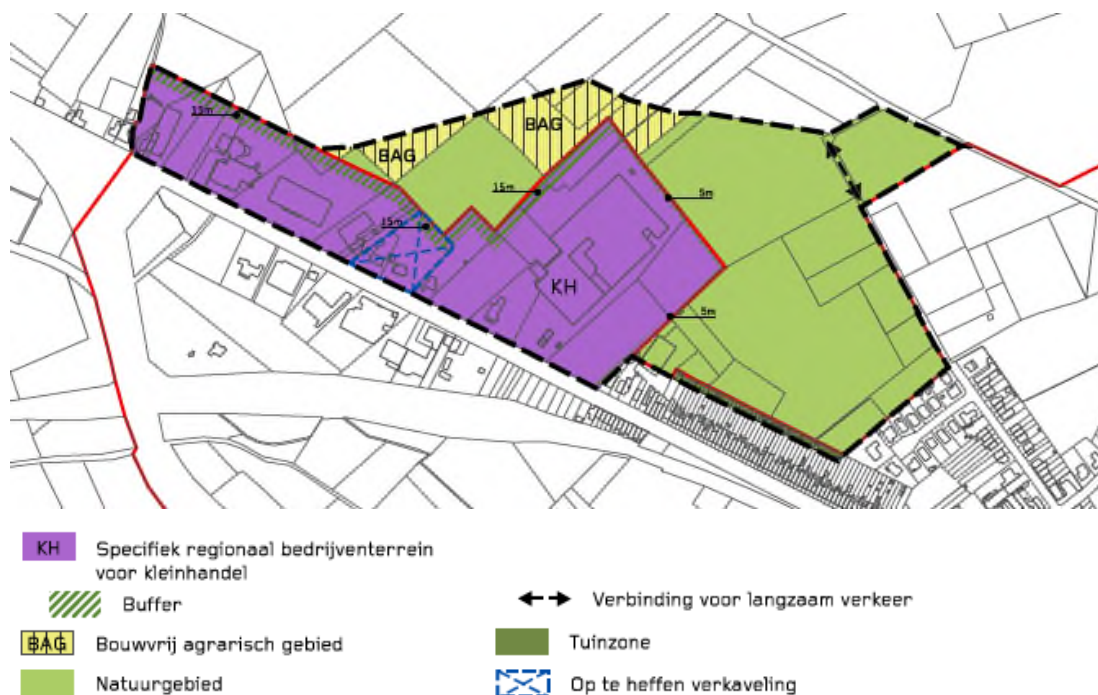 15m
BAG
BAG
15m
5m
15m
KH
5m
KH Specifiek regionaal bedrijventerrein
voor kleinhandel
Buffer
Verbinding voor langzaam verkeer
BAG Bouwvrij agrarisch gebied
Tuinzone
Natuurgebied
Op te heffen verkaveling